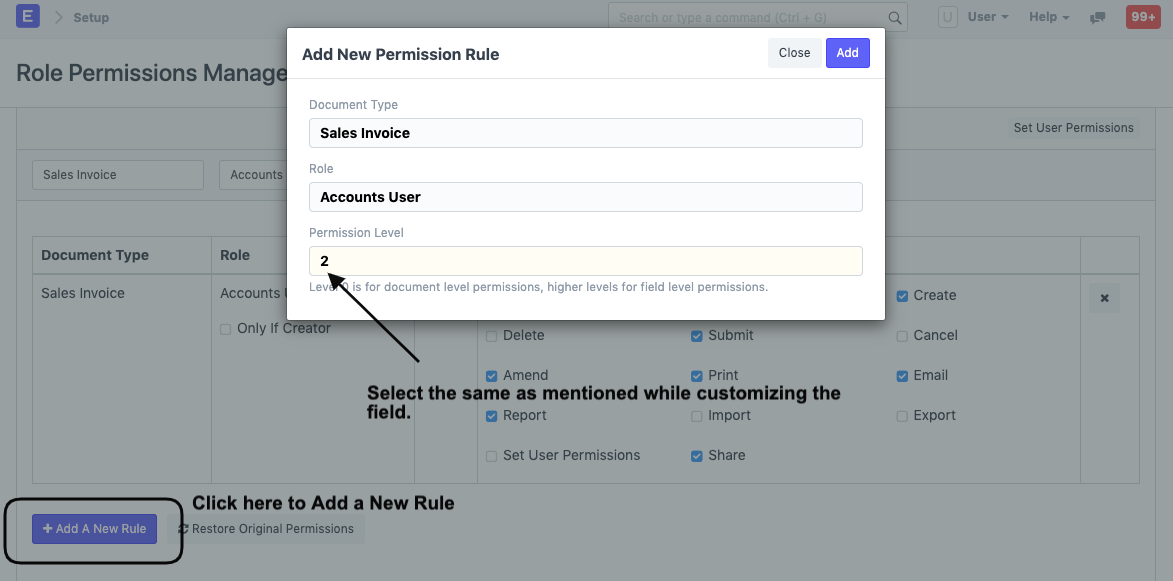 E
Setup
Search or type a command (Ctrl + G)
U
User
Help
99+
Role Permissions Manage
Add New Permission Rule
Close
Add
Document Type
Sales Invoice
Role
Accounts User
Permission Level
2
Level 0 is for document level permissions, higher levels for field level permissions.
Set User Permissions
Sales Invoice
Accounts
Document Type
Role
Sales Invoice
Accounts U
Only If Creator
Create
Delete
Submit
Cancel
Amend
Print
Email
Select the same as mentioned while customizing the
field.
Report
Import
Export
Set User Permissions
Share
Click here to Add a New Rule
Add A New Rule
Restore Original Permissions